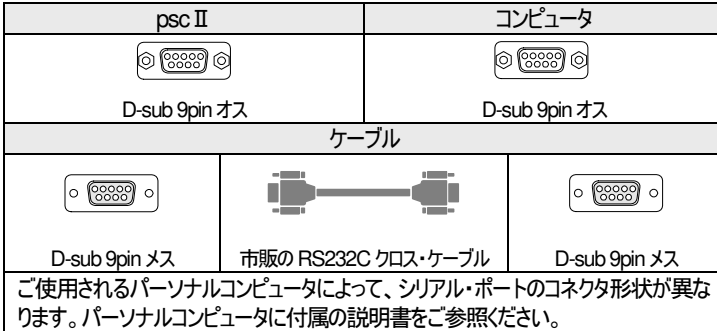 psc Ⅱ
コンピュータ
D-sub 9pin オス
D-sub 9pin オス
ケーブル
D-sub 9pin メス
市販の RS232C クロス・ケーブル
D-sub 9pin メス
ご使用されるパーソナルコンピュータによって、シリアル・ポートのコネクタ形状が異な
ります。パーソナルコンピュータに付属の説明書をご参照ください。